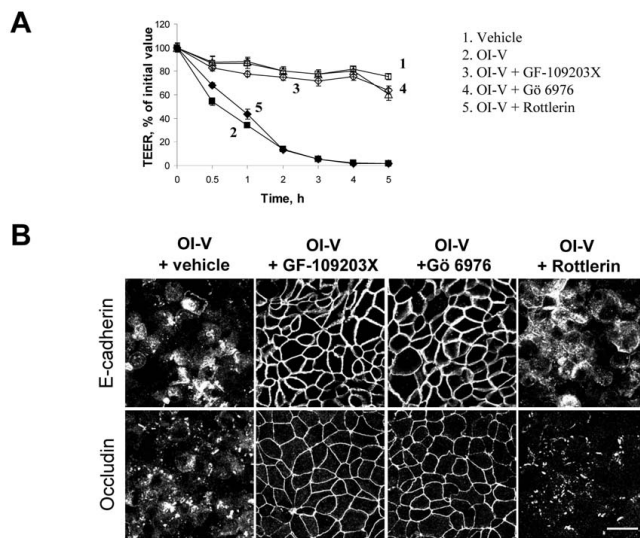 A
TEER, % of initial value
120
100
80
60
40
20
0
0 0.5 1 2 3 4 5
Time, h
1
3
4
5
2
1. Vehicle
2. OI-V
3. OI-V + GF-109203X
4. OI-V + Gö 6976
5. OI-V + Rottlerin
B
OI-V + vehicle
OI-V + GF-109203X
OI-V +Gö 6976
OI-V + Rottlerin
E-cadherin
Occludin